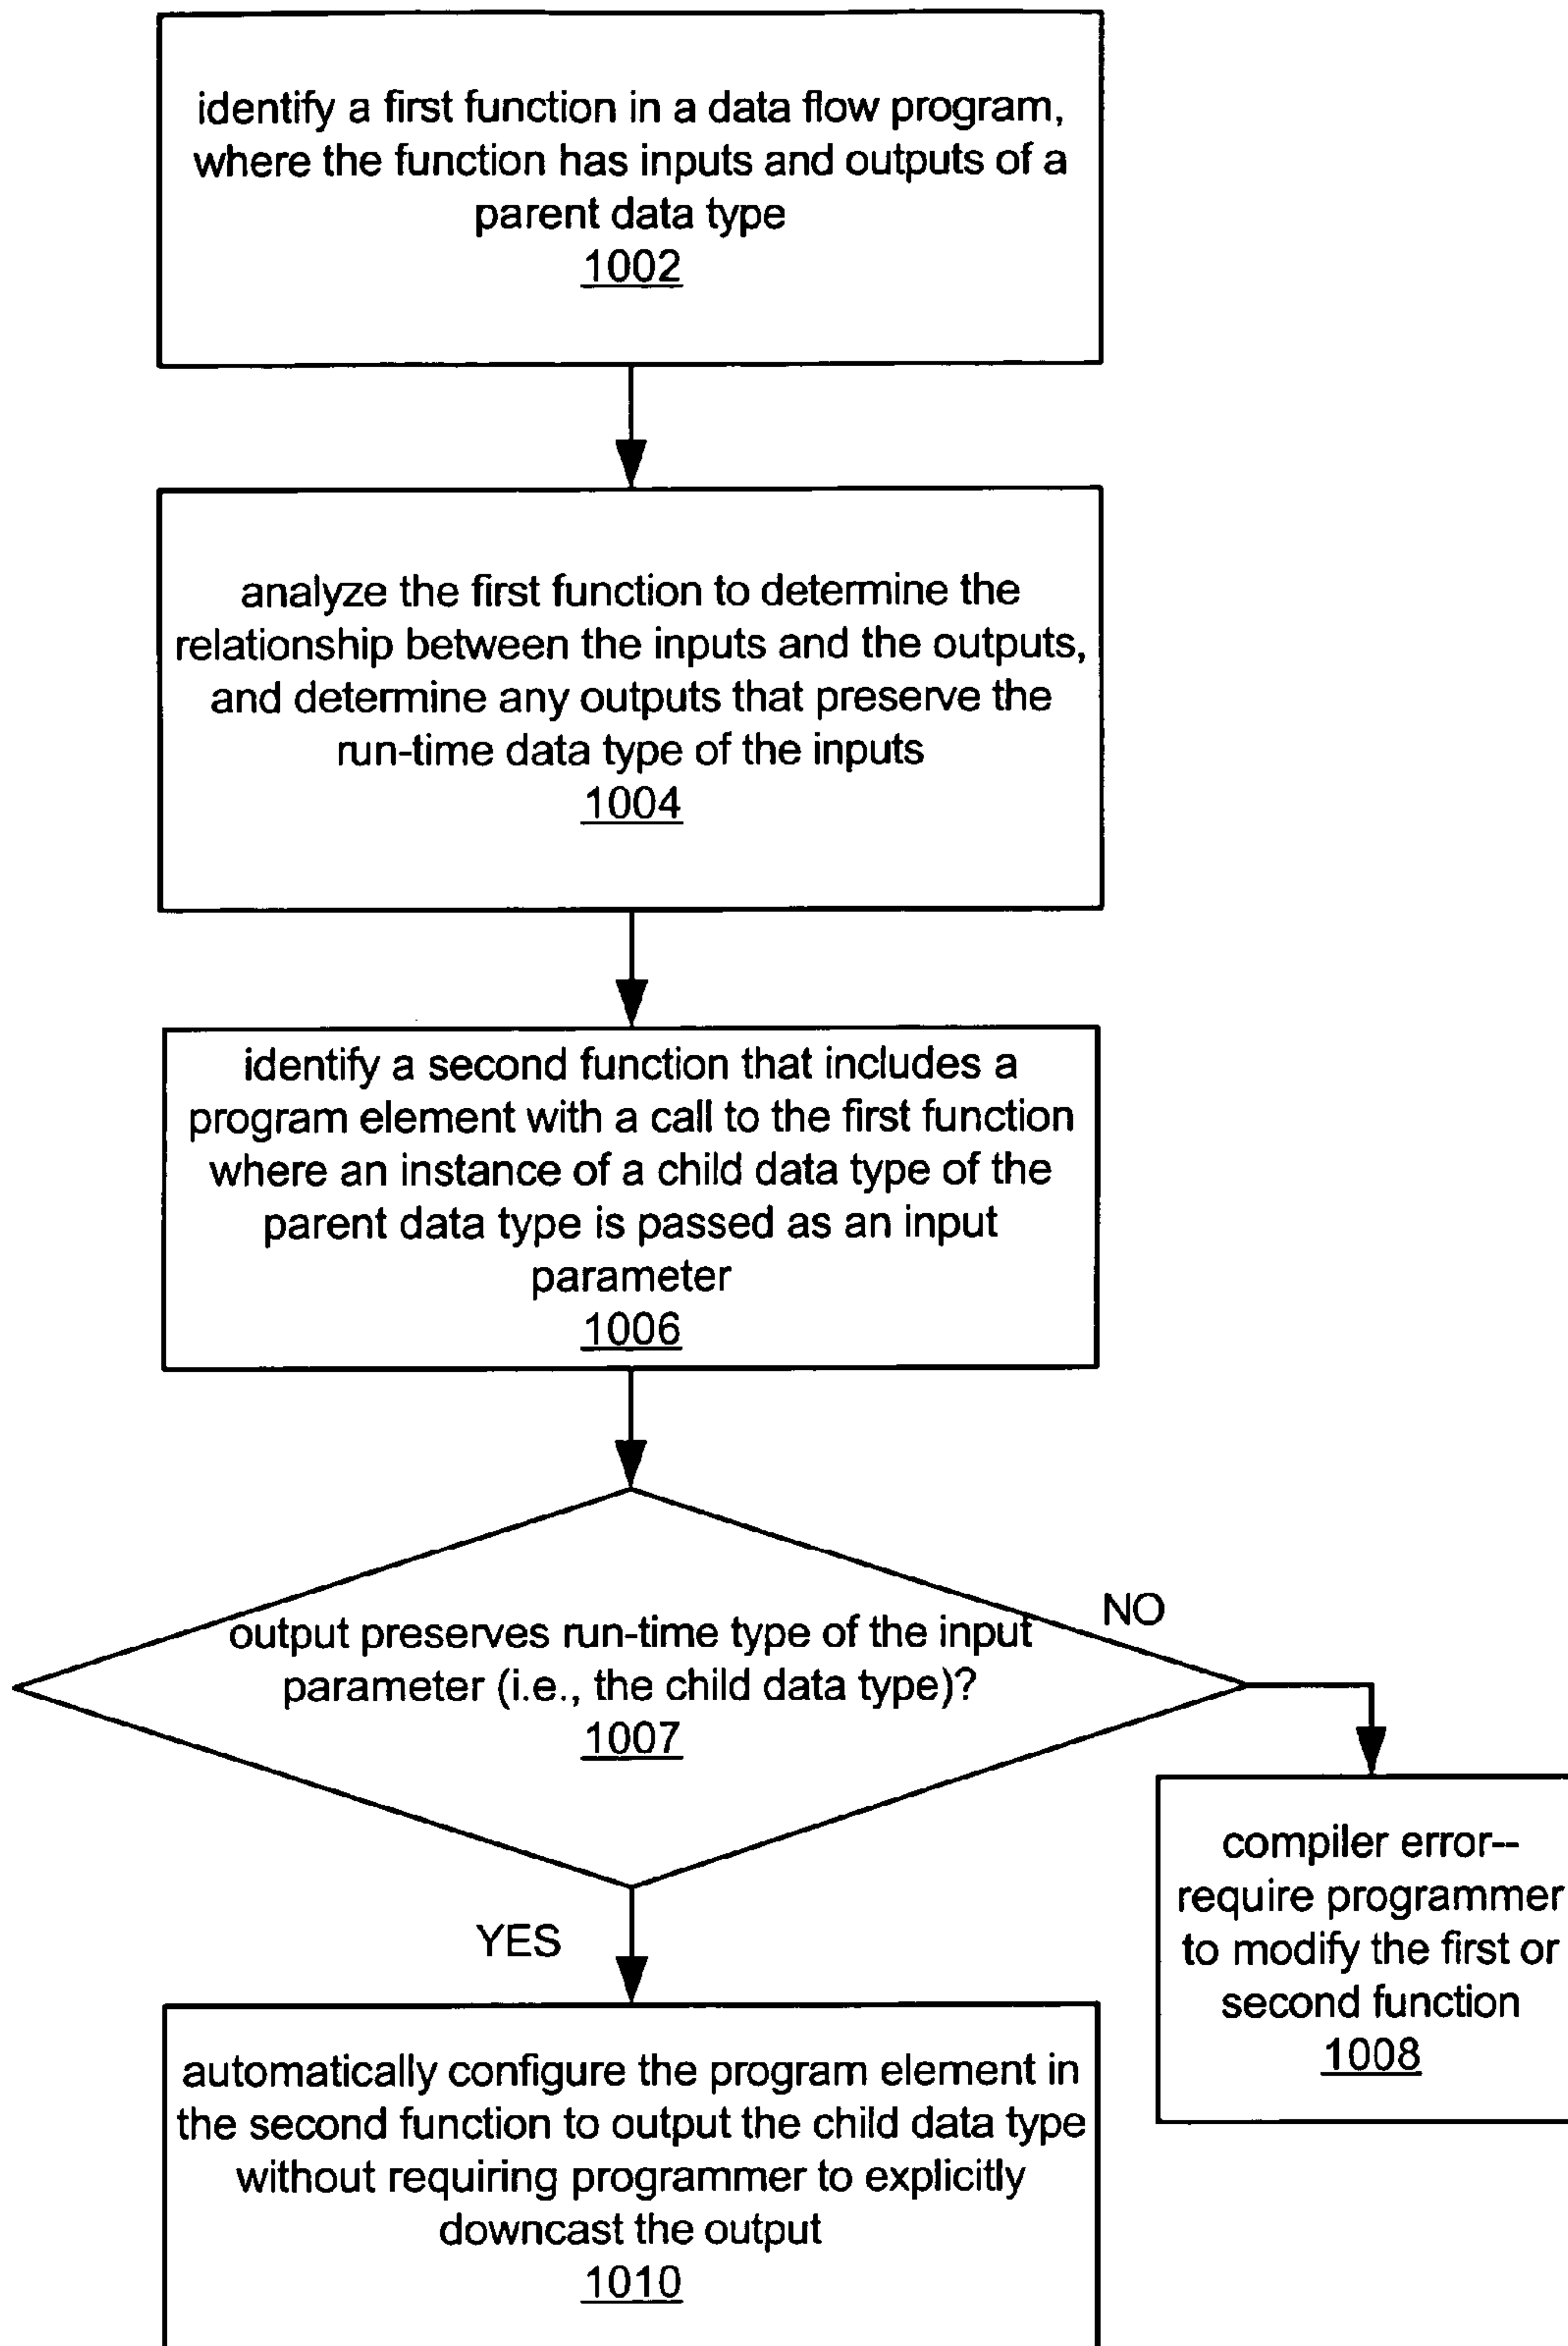 identify a first function in a data flow program,
where the function has inputs and outputs of a
parent data type
1002
analyze the first function to determine the
relationship between the inputs and the outputs,
and determine any outputs that preserve the
run-time data type of the inputs
1004
identify a second function that includes a
program element with a call to the first function
where an instance of a child data type of the
parent data type is passed as an input
parameter
1006
output preserves run-time type of the input
parameter (i.e., the child data type)?
1007
NO
compiler error--
require programmer
to modify the first or
second function
1008
YES
automatically configure the program element in
the second function to output the child data type
without requiring programmer to explicitly
downcast the output
1010